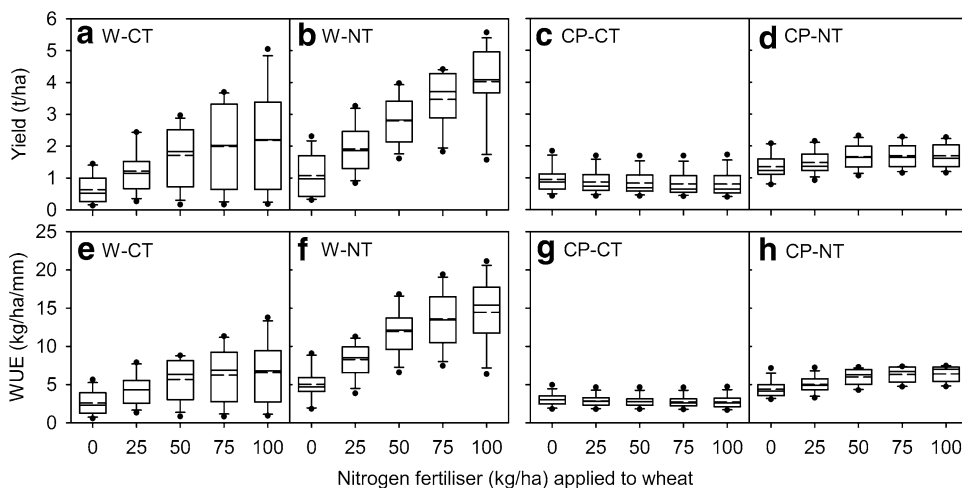 Yield (t/ha)
6
5
4
3
2
1
0
a W-CT
b W-NT
c CP-CT
d CP-NT
WUE (kg/ha/mm)
25
20
15
10
5
0
e W-CT
f W-NT
g CP-CT
h CP-NT
0 25 50 75 100 0 25 50 75 100 0 25 50 75 100 0 25 50 75 100
Nitrogen fertiliser (kg/ha) applied to wheat